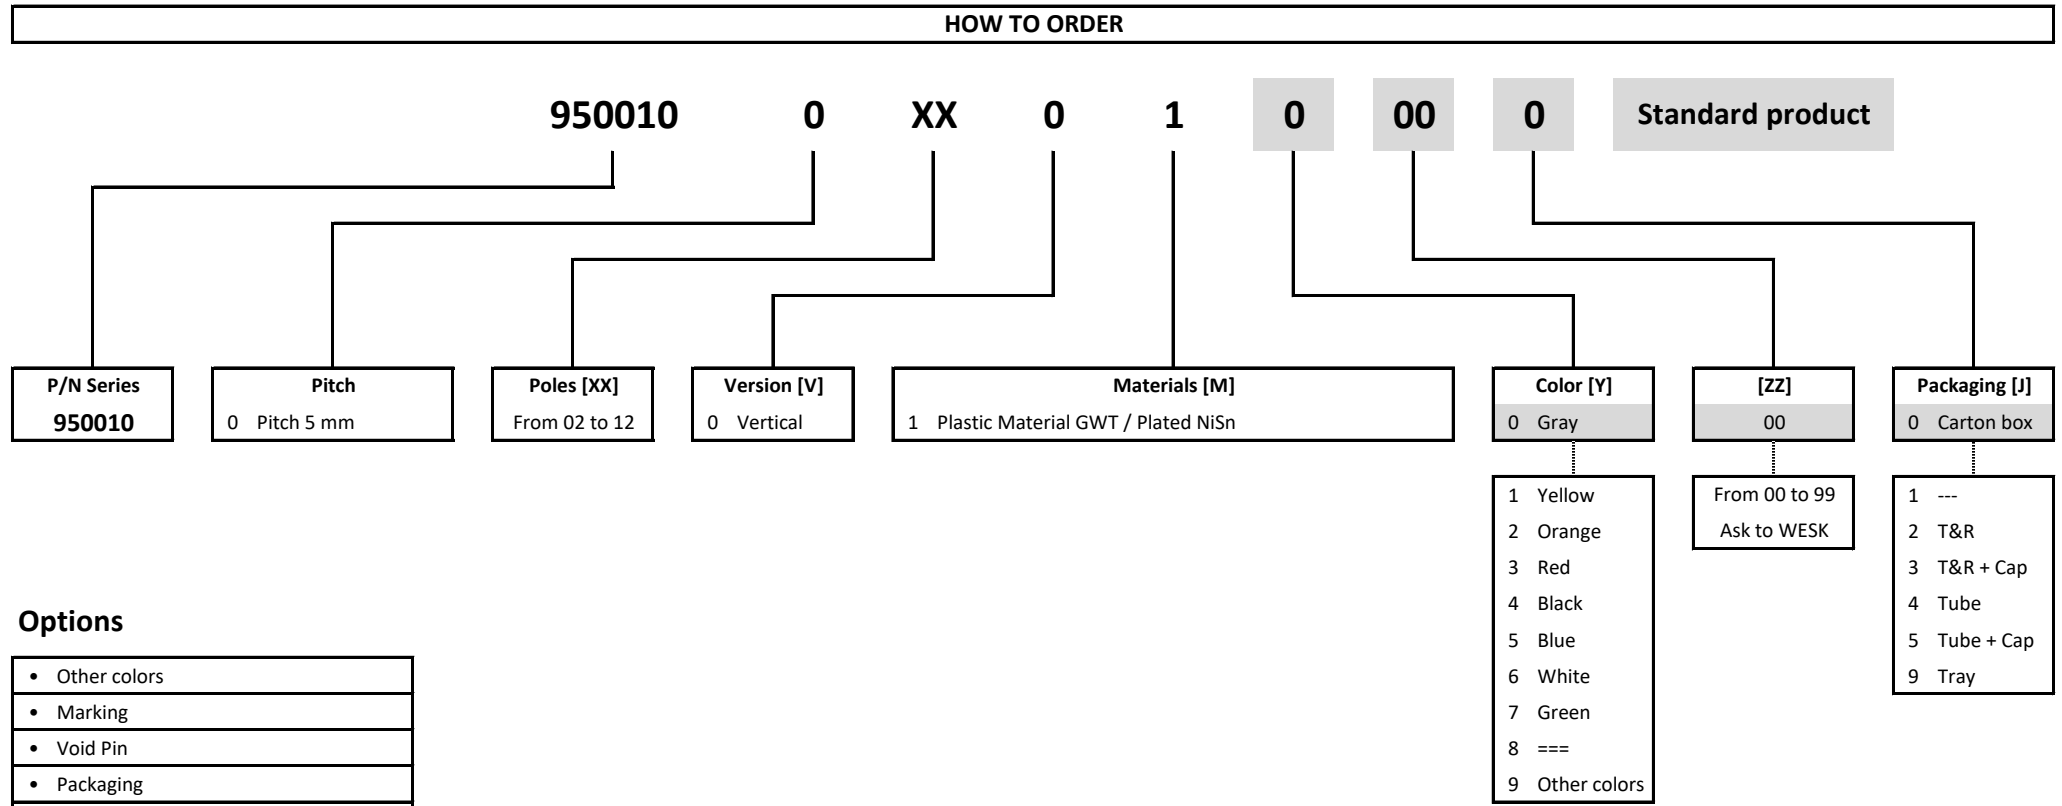 HOW TO ORDER
950010 0 XX 0 1 0 00 0 Standard product
P/N Series Pitch Poles [XX] Version [V] Materials [M] Color [Y] [ZZ] Packaging [J]
950010 0 Pitch 5 mm From 02 to 12 0 Vertical 1 Plastic Material GWT / Plated NiSn 0 Gray 00 0 Carton box
1 Yellow From 00 to 99 1 ---
2 Orange Ask to WESK 2 T&R
3 Red 3 T&R + Cap
4 Black 4 Tube
Options
5 Blue 5 Tube + Cap
• Other colors 6 White 9 Tray
• Marking 7 Green
• Void Pin 8 ===
• Packaging 9 Other colors